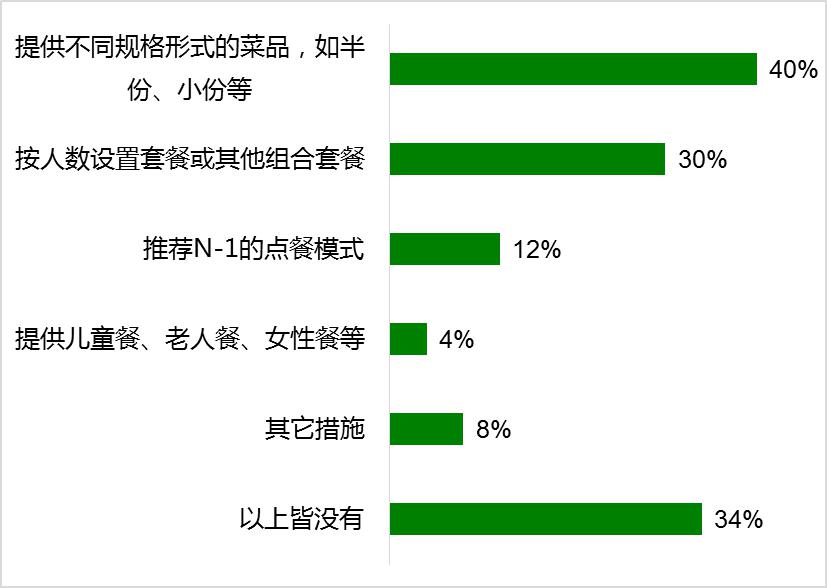 提供不同规格形式的菜品，如半
份、小份等
40%
按人数设置套餐或其他组合套餐
30%
推荐N-1的点餐模式
12%
提供儿童餐、老人餐、女性餐等
4%
其它措施
8%
以上皆没有
34%